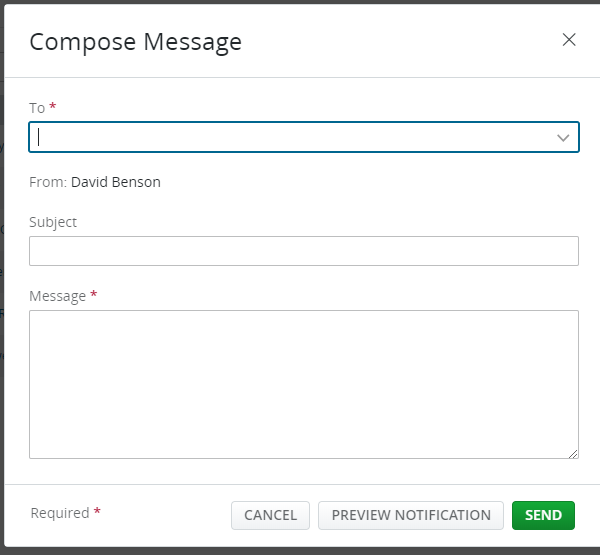 Compose Message
To *
From: David Benson
Subject
Message *
Required *
CANCEL
PREVIEW NOTIFICATION
SEND